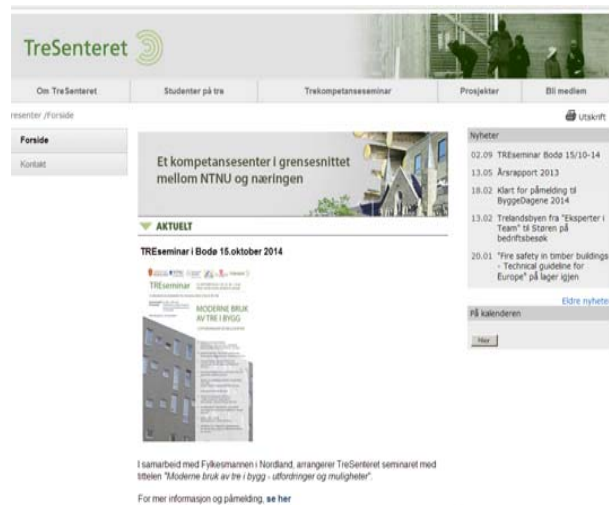 TreSenteret
Om TreSenteret
Studenter på tre
Trekompetanseseminar
Prosjekter
Bli medlem
resenter /Forside
Utskrift
Forside
Kontakt
Et kompetansesenter i grensesnittet
mellom NTNU og næringen
AKTUELT
TREseminar i Bodø 15.oktober 2014
TREseminar
MODERNE BRUK
AV TRE I BYGG
I samarbeid med Fylkesmannen i Nordland, arrangerer TreSenteret seminaret med
tittelen "Moderne bruk av tre i bygg - utfordringer og muligheter".
For mer informasjon og påmelding, se her
Nyheter
02.09 TREseminar Bodø 15/10-14
13.05 Årsrapport 2013
18.02 Klart for påmelding til
ByggeDagene 2014
13.02 Trelandsbyen fra "Eksperter i
Team" til Støren på
bedriftsbesøk
20.01 "Fire safety in timber buildings
- Technical guideline for
Europe" på lager igjen
Eldre nyhete
På kalenderen
Mer